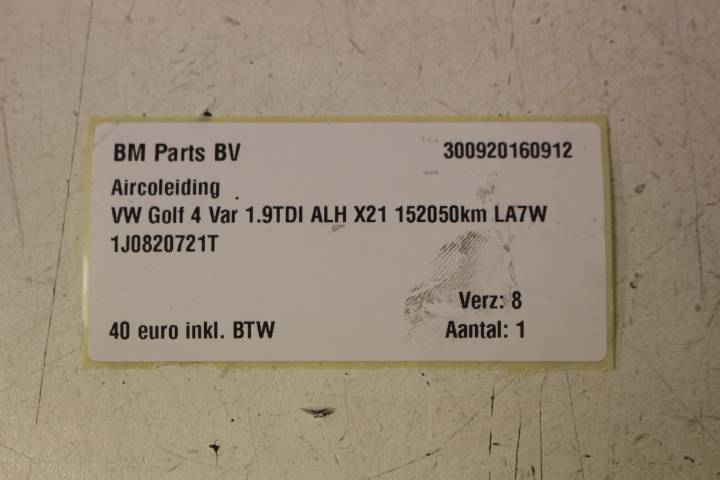 BM Parts BV 300920160912
Aircoleiding
VW Golf 4 Var 1.9TDI ALH X21 152050km LA7W
1J0820721T
Verz: 8
40 euro inkl. BTW Aantal: 1